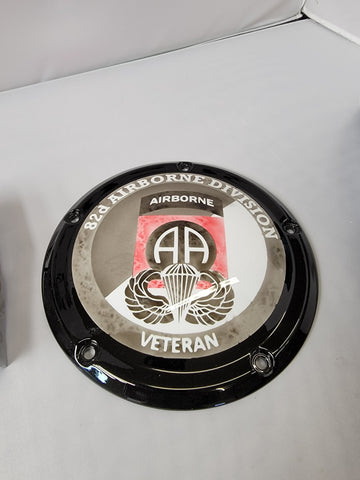 82d AIRBORNE DIVISION
AIRBORNE
AA
VETERAN